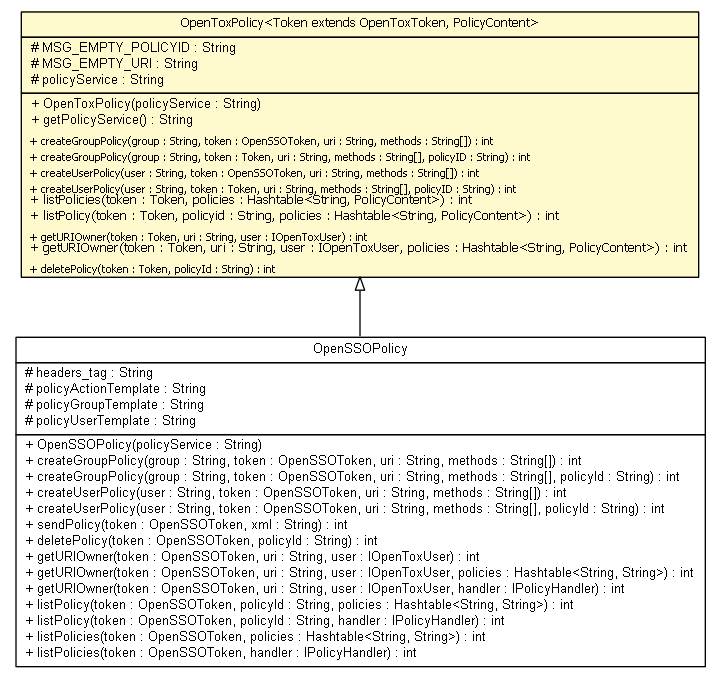 OpenToxPolicy<Token extends OpenToxToken, PolicyContent>
# MSG_EMPTY_POLICYID : String
# MSG_EMPTY_URI : String
# policyService : String
+ OpenToxPolicy(policyService : String)
+ getPolicyService() : String
+ createGroupPolicy(group : String, token : OpenSSOToken, uri : String, methods : String[]) : int
+ createGroupPolicy(group : String, token : Token, uri : String, methods : String[], policyID : String) : int
+ createUserPolicy(user : String, token : OpenSSOToken, uri : String, methods : String[]) : int
+ createUserPolicy(user : String, token : Token, uri : String, methods : String[], policyID : String) : int
+ listPolicies(token : Token, policies : Hashtable<String, PolicyContent>) : int
+ listPolicy(token : Token, policyid : String, policies : Hashtable<String, PolicyContent>) : int
+ getURIOwner(token : Token, uri : String, user : IOpenToxUser) : int
+ getURIOwner(token : Token, uri : String, user : IOpenToxUser, policies : Hashtable<String, PolicyContent>) : int
+ deletePolicy(token : Token, policyId : String) : int
OpenSSOPolicy
# headers_tag : String
# policyActionTemplate : String
# policyGroupTemplate : String
# policyUserTemplate : String
+ OpenSSOPolicy(policyService : String)
+ createGroupPolicy(group : String, token : OpenSSOToken, uri : String, methods : String[]) : int
+ createGroupPolicy(group : String, token : OpenSSOToken, uri : String, methods : String[], policyId : String) : int
+ createUserPolicy(user : String, token : OpenSSOToken, uri : String, methods : String[]) : int
+ createUserPolicy(user : String, token : OpenSSOToken, uri : String, methods : String[], policyId : String) : int
+ sendPolicy(token : OpenSSOToken, xml : String) : int
+ deletePolicy(token : OpenSSOToken, policyId : String) : int
+ getURIOwner(token : OpenSSOToken, uri : String, user : IOpenToxUser) : int
+ getURIOwner(token : OpenSSOToken, uri : String, user : IOpenToxUser, policies : Hashtable<String, String>) : int
+ getURIOwner(token : OpenSSOToken, uri : String, user : IOpenToxUser, handler : IPolicyHandler) : int
+ listPolicy(token : OpenSSOToken, policyId : String, policies : Hashtable<String, String>) : int
+ listPolicy(token : OpenSSOToken, policyId : String, handler : IPolicyHandler) : int
+ listPolicies(token : OpenSSOToken, policies : Hashtable<String, String>) : int
+ listPolicies(token : OpenSSOToken, handler : IPolicyHandler) : int